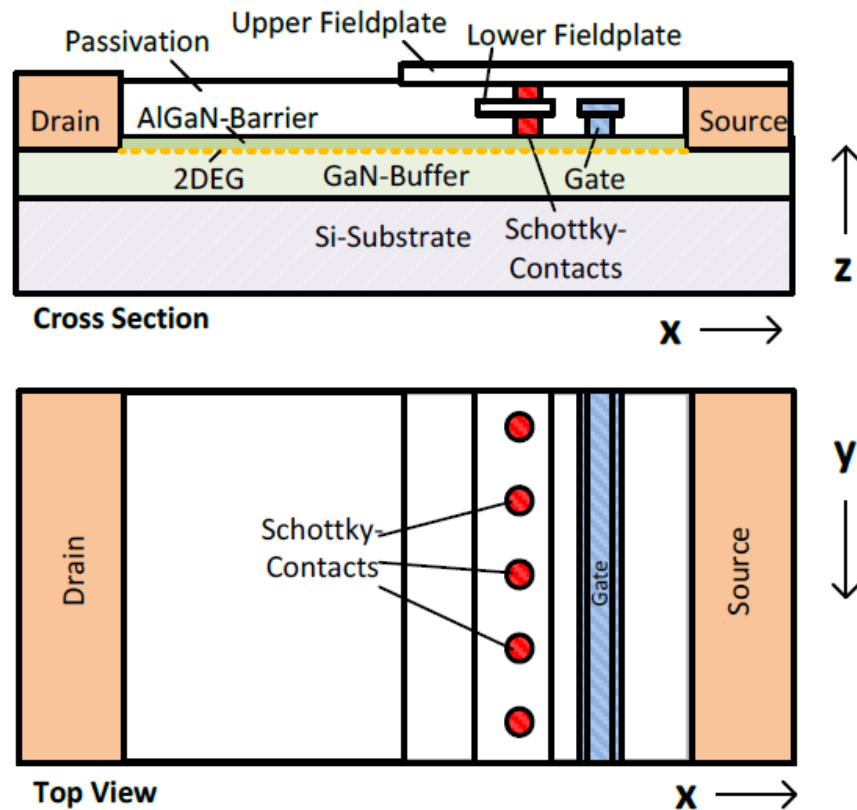 Upper Fieldplate
Passivation
Lower Fieldplate
Drain
AlGaN-Barrier
Source
2DEG
GaN-Buffer
Gate
Si-Substrate
Schottky-
Contacts
z
Cross Section
x
y
Schottky-
Contacts
Drain
Gate
Source
Top View
x